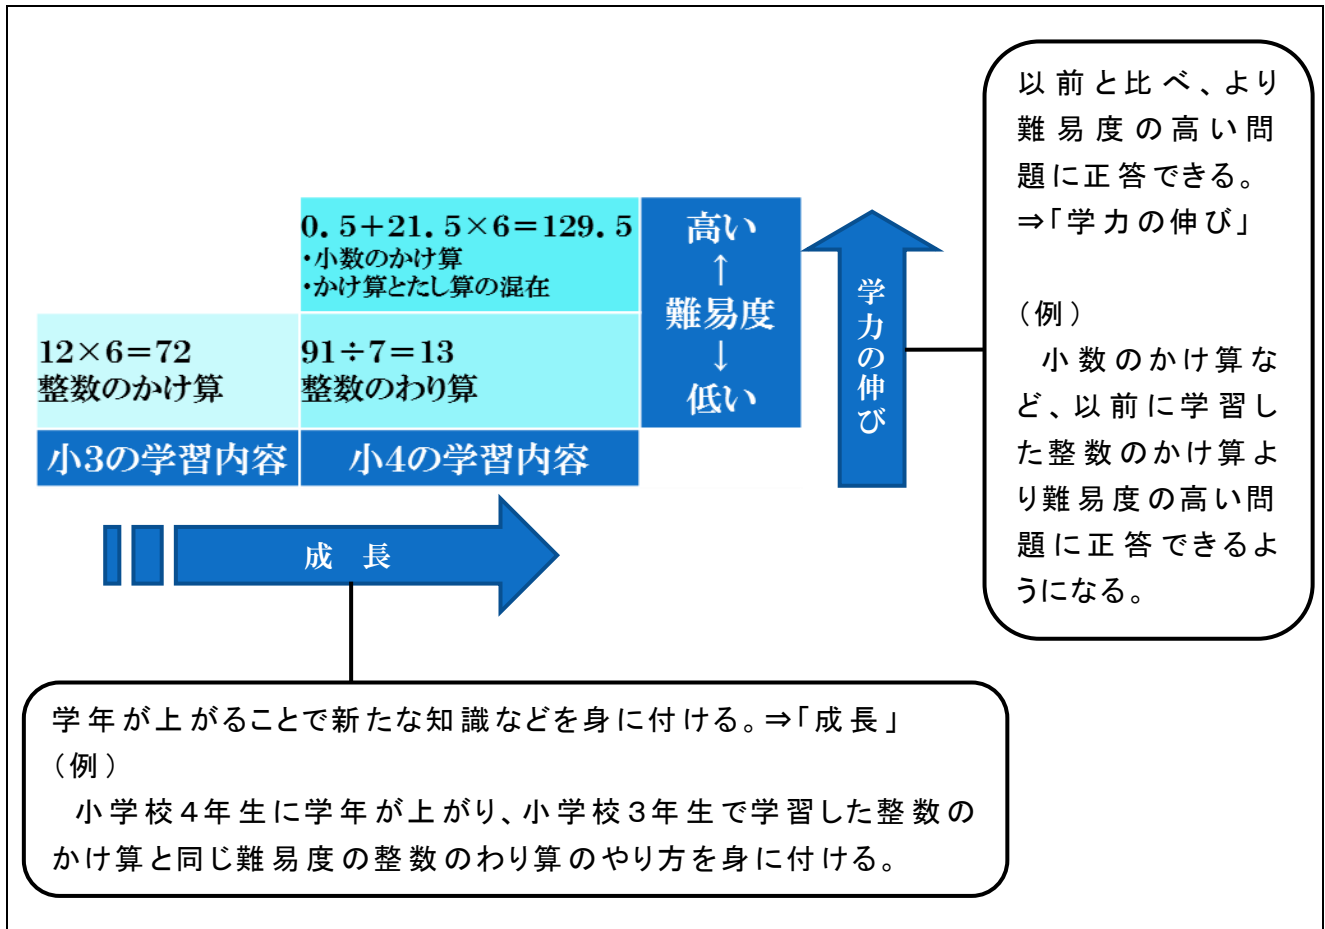 以前と比べ、より
難易度の高い問
題に正答できる。
⇒「学力の伸び」
（例）
　小数のかけ算な
ど、以前に学習し
た整数のかけ算よ
り難易度の高い問
題に正答できるよ
うになる。
0．5＋21．5×6＝129．5
・小数のかけ算
・かけ算とたし算の混在
12×6＝72
整数のかけ算
91÷7＝13
整数のわり算
高い
↑
難易度
↓
低い
学力の伸び
小3の学習内容
小4の学習内容
成　長
学年が上がることで新たな知識などを身に付ける。⇒「成長」
（例）
　小学校４年生に学年が上がり、小学校３年生で学習した整数の
かけ算と同じ難易度の整数のわり算のやり方を身に付ける。